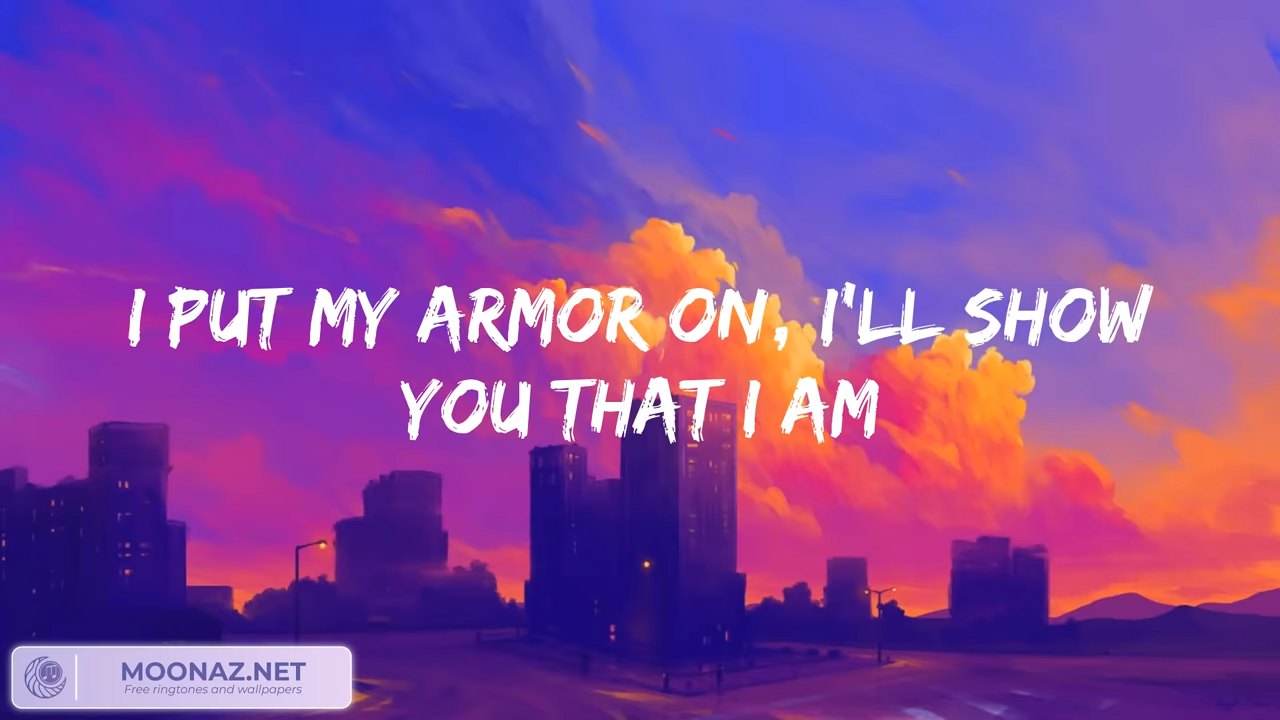 I PUT MY ARMOR ON, I'LL SHOW
YOU THAT I AM
MOONAZ.NET
Free ringtones and wallpapers